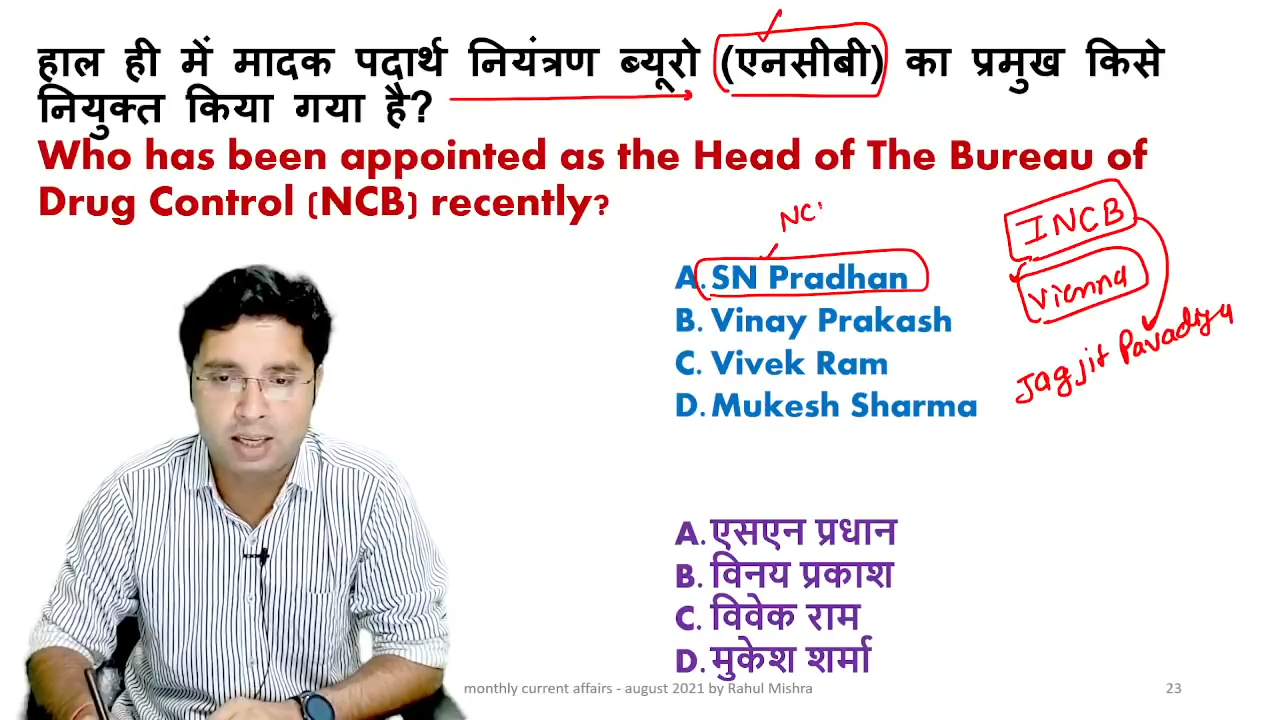 हाल ही में मादक पदार्थ नियंत्रण ब्यूरो (एनसीबी) का प्रमुख किसे
नियुक्त किया गया है?
Who has been appointed as the Head of The Bureau of
Drug Control (NCB) recently?
NC
INCB
A. SN Pradhan
Vienna
B. Vinay Prakash
Jagjit Pavadiya
C. Vivek Ram
D. Mukesh Sharma
A. एसएन प्रधान
B. विनय प्रकाश
C. विवेक राम
D. मुकेश शर्मा
monthly current affairs - august 2021 by Rahul Mishra
23